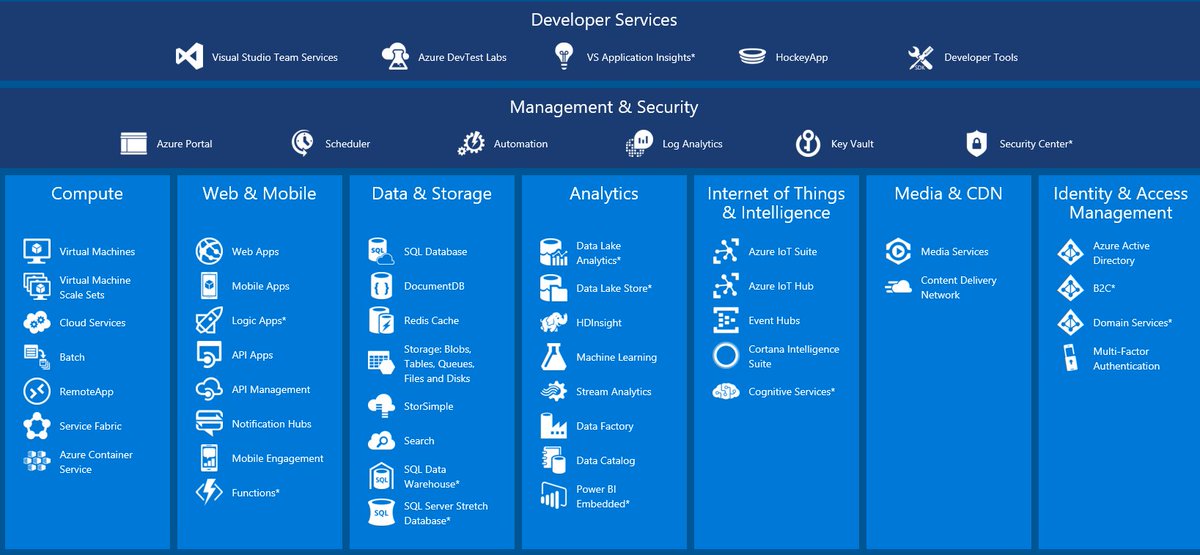 Developer Services
Visual Studio Team Services
Azure DevTest Labs
VS Application Insights*
HockeyApp
SDK
Developer Tools
Management & Security
Azure Portal
Scheduler
Automation
Log Analytics
Key Vault
Security Center*
Compute
Virtual Machines
Virtual Machine
Scale Sets
Cloud Services
Batch
RemoteApp
Service Fabric
Azure Container
Service
Web & Mobile
Web Apps
Mobile Apps
Logic Apps*
API Apps
API Management
Notification Hubs
Mobile Engagement
Functions*
Data & Storage
SQL
SQL Database
DocumentDB
Redis Cache
Storage: Blobs,
Tables, Queues,
Files and Disks
StorSimple
Search
SQL
SQL Data
Warehouse*
SQL
SQL Server Stretch
Database*
Analytics
Data Lake
Analytics*
Data Lake Store*
HDInsight
Machine Learning
Stream Analytics
Data Factory
Data Catalog
Power BI
Embedded*
Internet of Things
& Intelligence
Azure IoT Suite
Azure IoT Hub
Event Hubs
Cortana Intelligence
Suite
Cognitive Services*
Media & CDN
Media Services
Content Delivery
Network
Identity & Access
Management
Azure Active
Directory
B2C*
Domain Services*
Multi-Factor
Authentication